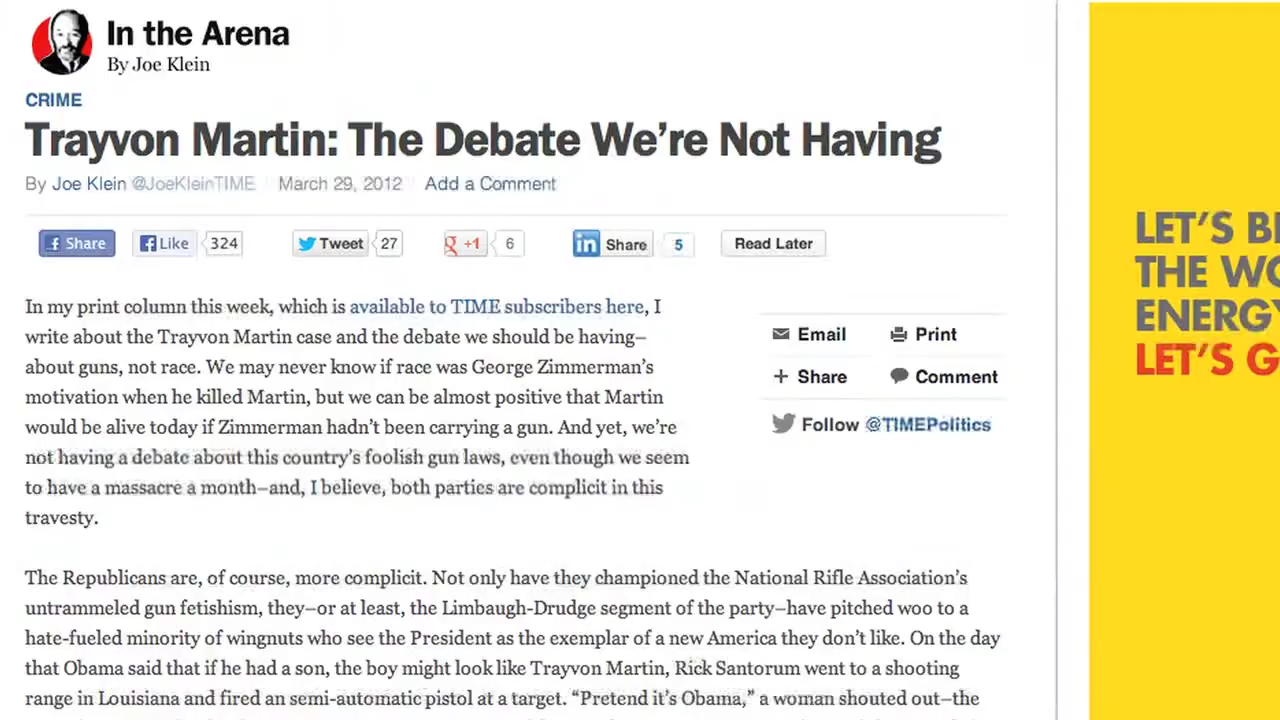 In the Arena
By Joe Klein
CRIME
Trayvon Martin: The Debate We're Not Having
By Joe Klein @JoeKleinTIME March 29, 2012 Add a Comment
f Share f Like 324 Tweet 27 g +1 6 in Share 5 Read Later
In my print column this week, which is available to TIME subscribers here, I
write about the Trayvon Martin case and the debate we should be having–
about guns, not race. We may never know if race was George Zimmerman's
motivation when he killed Martin, but we can be almost positive that Martin
would be alive today if Zimmerman hadn't been carrying a gun. And yet, we're
not having a debate about this country's foolish gun laws, even though we seem
to have a massacre a month–and, I believe, both parties are complicit in this
travesty.
Email Print
+ Share Comment
Follow @TIMEPolitics
The Republicans are, of course, more complicit. Not only have they championed the National Rifle Association's
untrammeled gun fetishism, they–or at least, the Limbaugh-Drudge segment of the party–have pitched woo to a
hate-fueled minority of wingnuts who see the President as the exemplar of a new America they don't like. On the day
that Obama said that if he had a son, the boy might look like Trayvon Martin, Rick Santorum went to a shooting
range in Louisiana and fired an semi-automatic pistol at a target. "Pretend it's Obama," a woman shouted out–the
LET'S B
THE WO
ENERGY
LET'S G